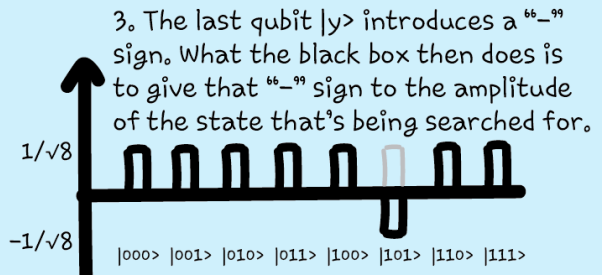 3. The last qubit |y> introduces a “–”
sign. What the black box then does is
to give that “–” sign to the amplitude
of the state that's being searched for.
1/√8
-1/√8
|000> |001> |010> |011> |100> |101> |110> |111>